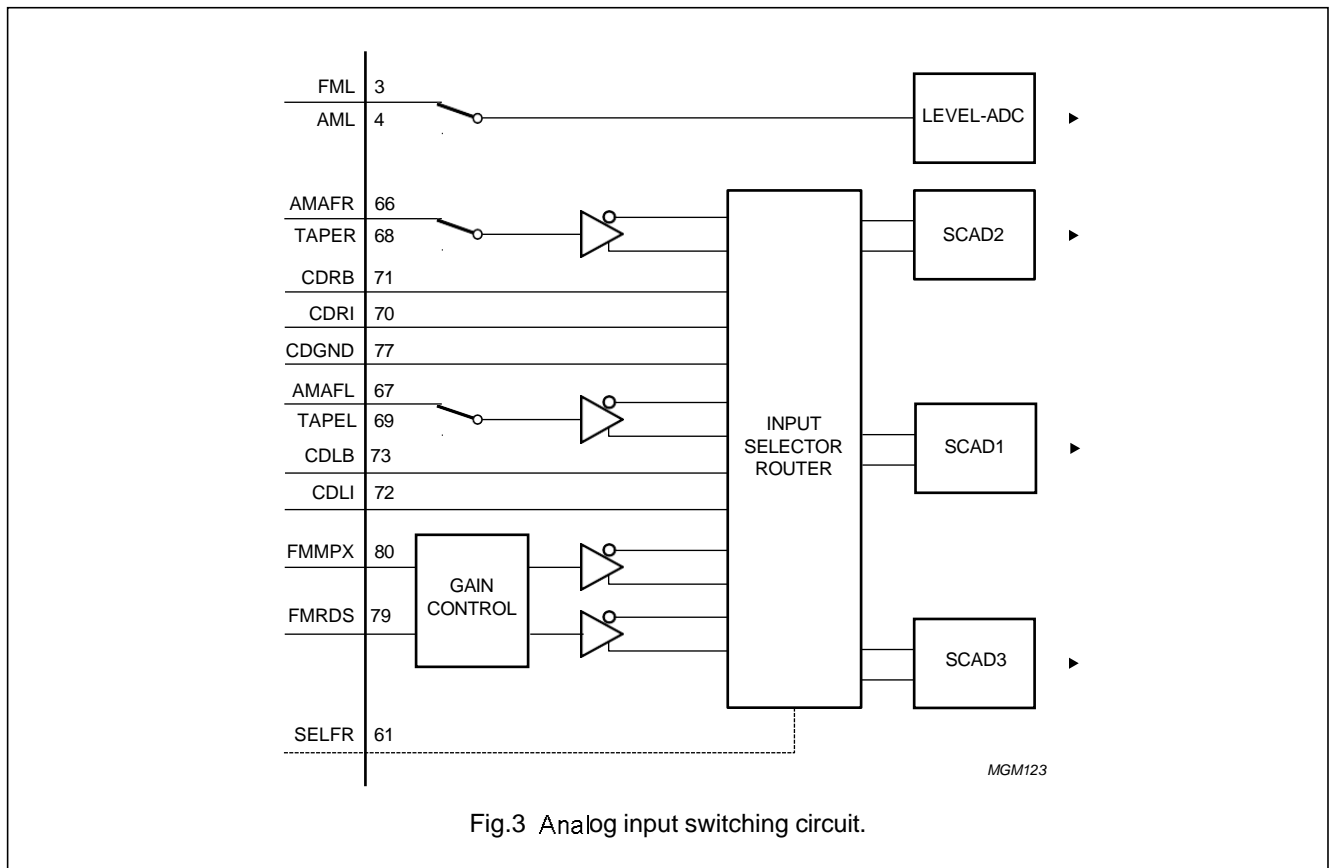 FML 3
AML 4
LEVEL-ADC
AMAFR 66
TAPER 68
SCAD2
CDRB 71
CDRI 70
CDGND 77
AMAFL 67
TAPEL 69
INPUT
SELECTOR
ROUTER
SCAD1
CDLB 73
CDLI 72
FMMPX 80
GAIN
CONTROL
FMRDS 79
SCAD3
SELFR 61
MGM123
Fig.3 Analog input switching circuit.